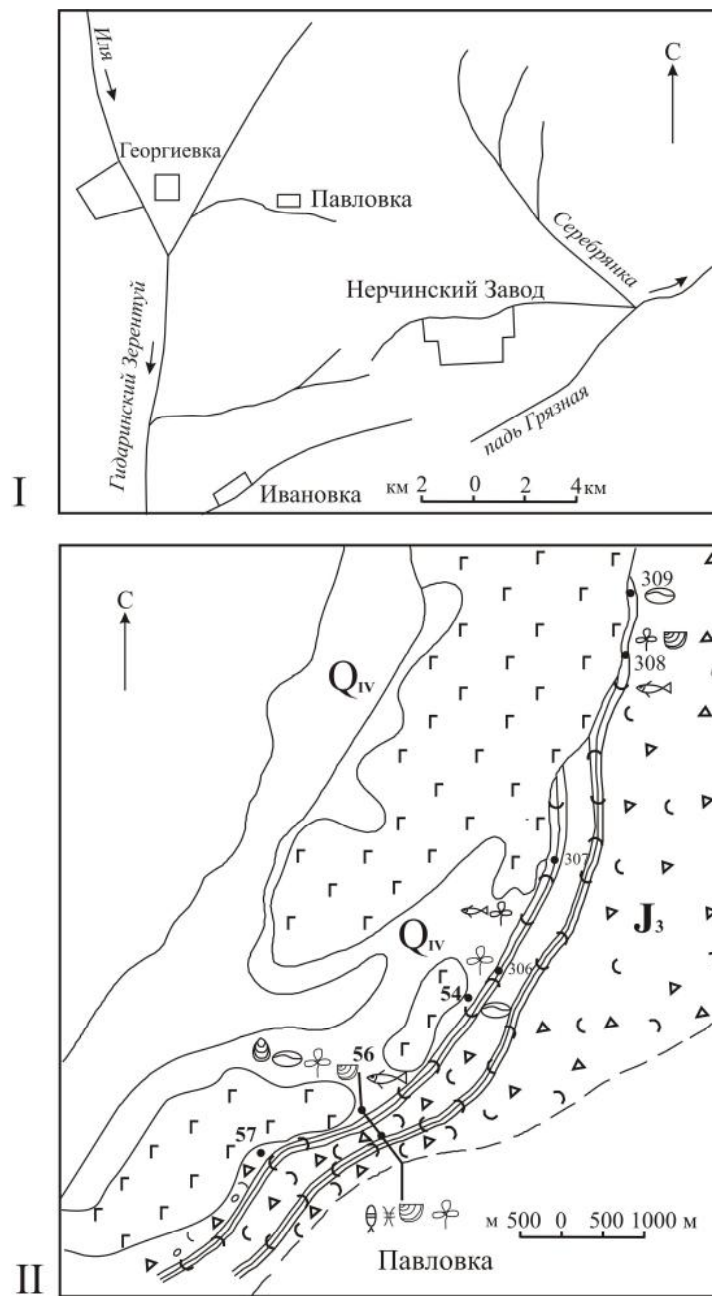 Иля
С
Георгиевка
Павловка
Серебрянка
Нерчинский Завод
Гидаринский Зерентуй
падь Грязная
Ивановка
км 2 0 2 4 км
I
С
309
308
QIV
307
QIV
J3
306
54
56
57
м 500 0 500 1000 м
Павловка
II